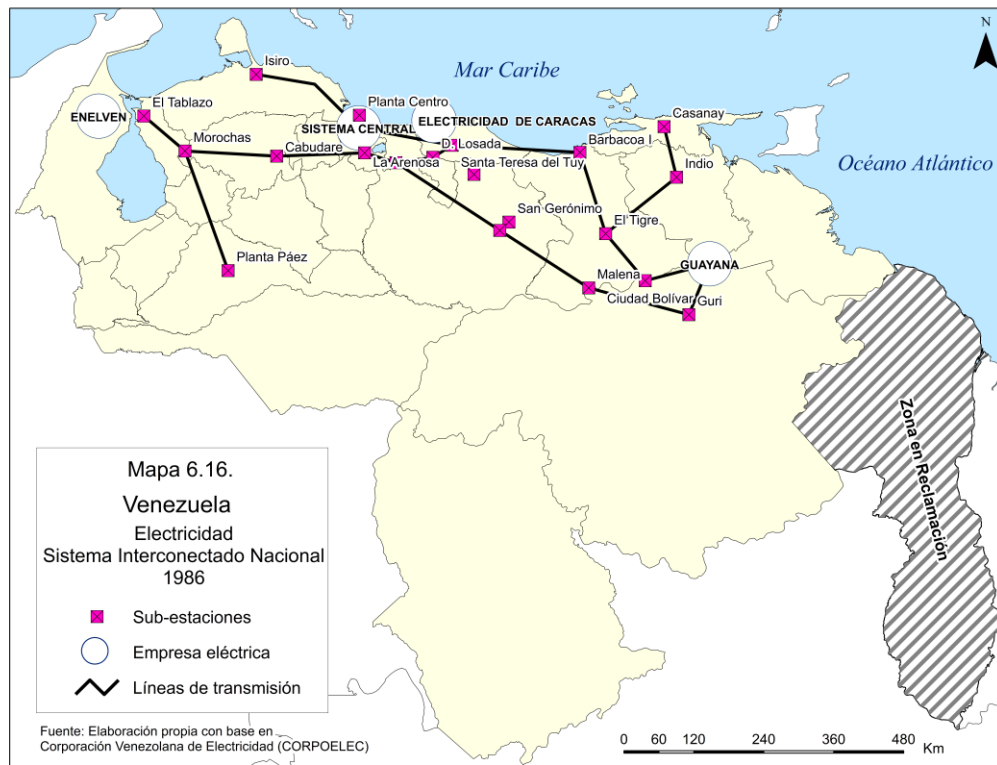 N
Mar Caribe
Océano Atlántico
Isiro
El Tablazo
ENELVEN
Planta Centro
ELECTRICIDAD DE CARACAS
SISTEMA CENTRAL
Casanay
Morochas
Cabudare
D. Losada
Barbacoa I
La Arenosa
Santa Teresa del Tuy
Indio
San Gerónimo
El Tigre
Planta Páez
Malena
GUAYANA
Ciudad Bolívar
Guri
Zona en Reclamación
Mapa 6.16.
Venezuela
Electricidad
Sistema Interconectado Nacional
1986
Sub-estaciones
Empresa eléctrica
Líneas de transmisión
Fuente: Elaboración propia con base en
Corporación Venezolana de Electricidad (CORPOELEC)
0 60 120 240 360 480
Km